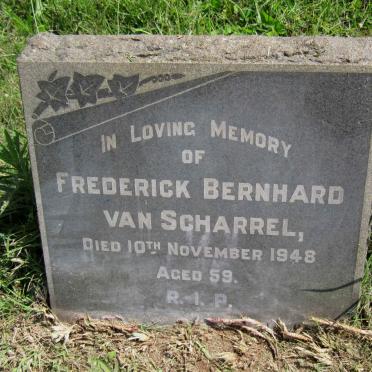 IN LOVING MEMORY
OF
FREDERICK BERNHARD
VAN SCHARREL,
DIED 10TH NOVEMBER 1948
AGED 59.
R.I.P.